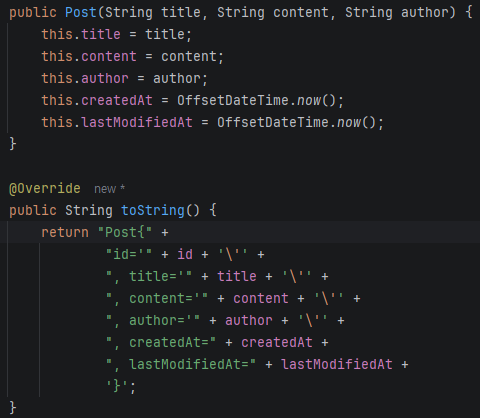 public Post(String title, String content, String author) {
    this.title = title;
    this.content = content;
    this.author = author;
    this.createdAt = OffsetDateTime.now();
    this.lastModifiedAt = OffsetDateTime.now();
}
@Override new *
public String toString() {
    return "Post{" +
            "id='" + id + '\'' +
            ", title='" + title + '\'' +
            ", content='" + content + '\'' +
            ", author='" + author + '\'' +
            ", createdAt=" + createdAt +
            ", lastModifiedAt=" + lastModifiedAt +
            '}';
}